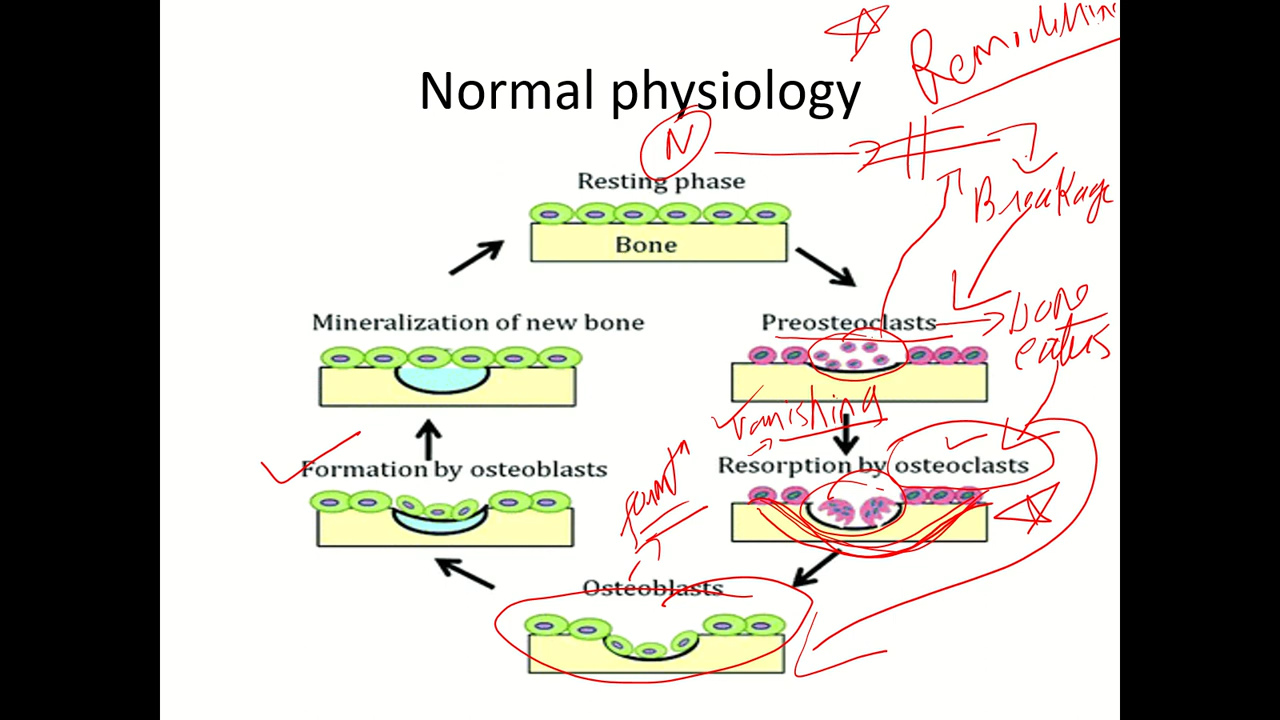 Remodelling
Normal physiology
N
Breakage
Resting phase
Bone
Mineralization of new bone
Preosteoclasts
bone
eaters
Vanishing
Formation by osteoblasts
Resorption by osteoclasts
Osteoblasts